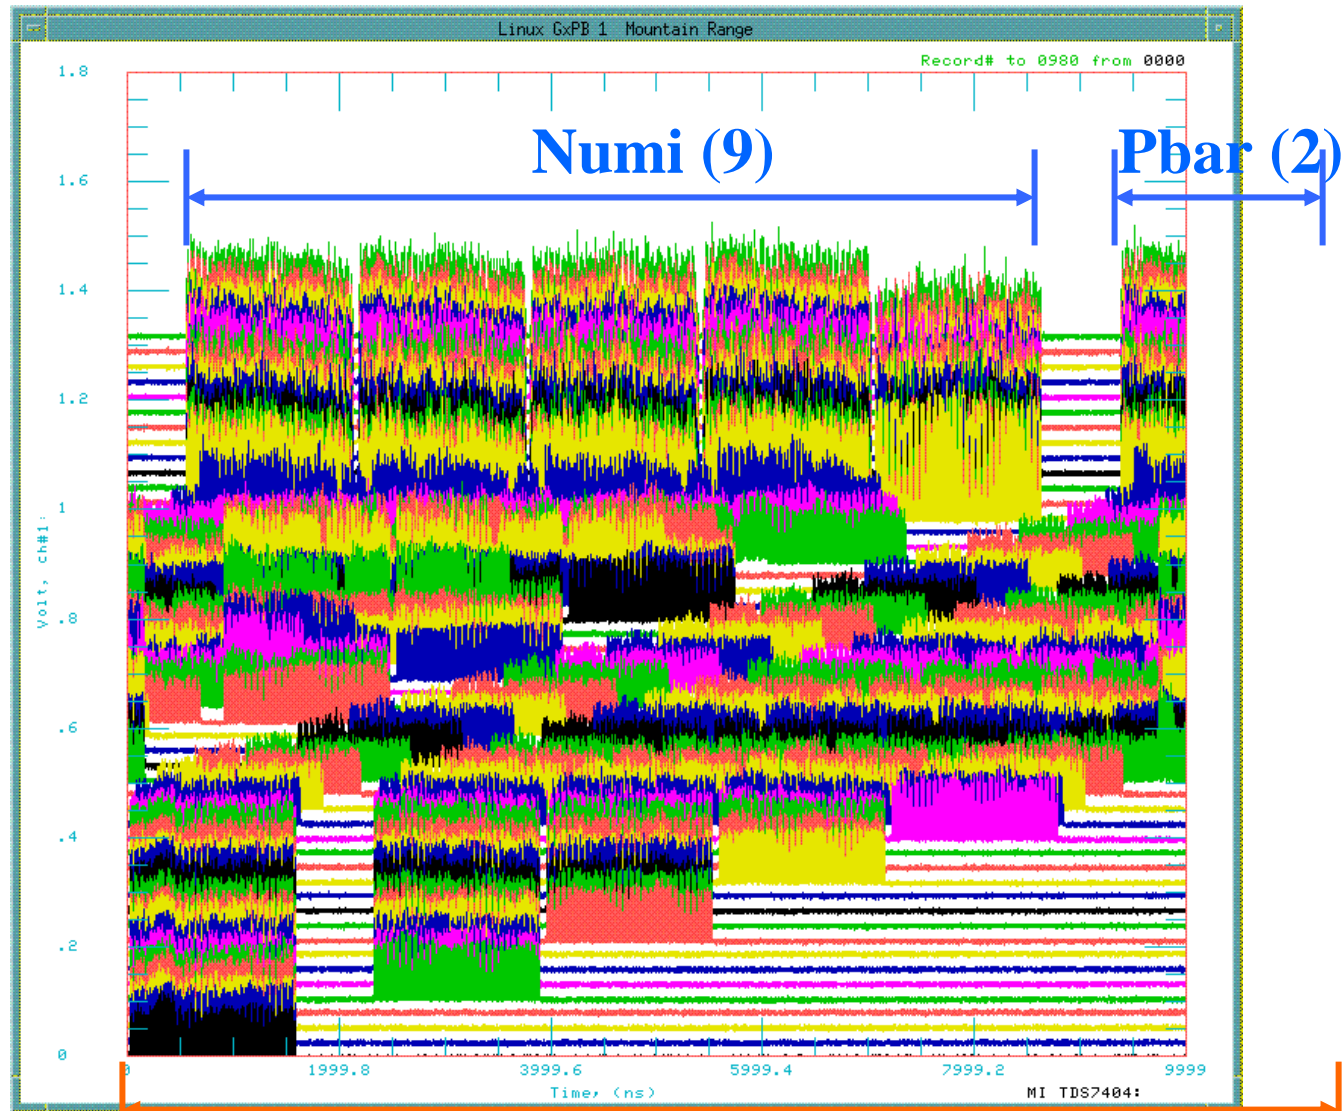 Linux GxPB 1 Mountain Range
Record# to 0980 from 0000
Numi (9)
Pbar (2)
1.8
1.6
1.4
1.2
1
.8
.6
.4
.2
0
Volt, ch#1:
0 1999.8 3999.6 5999.4 7999.2 9999
Time, (ns)
MI TDS7404: